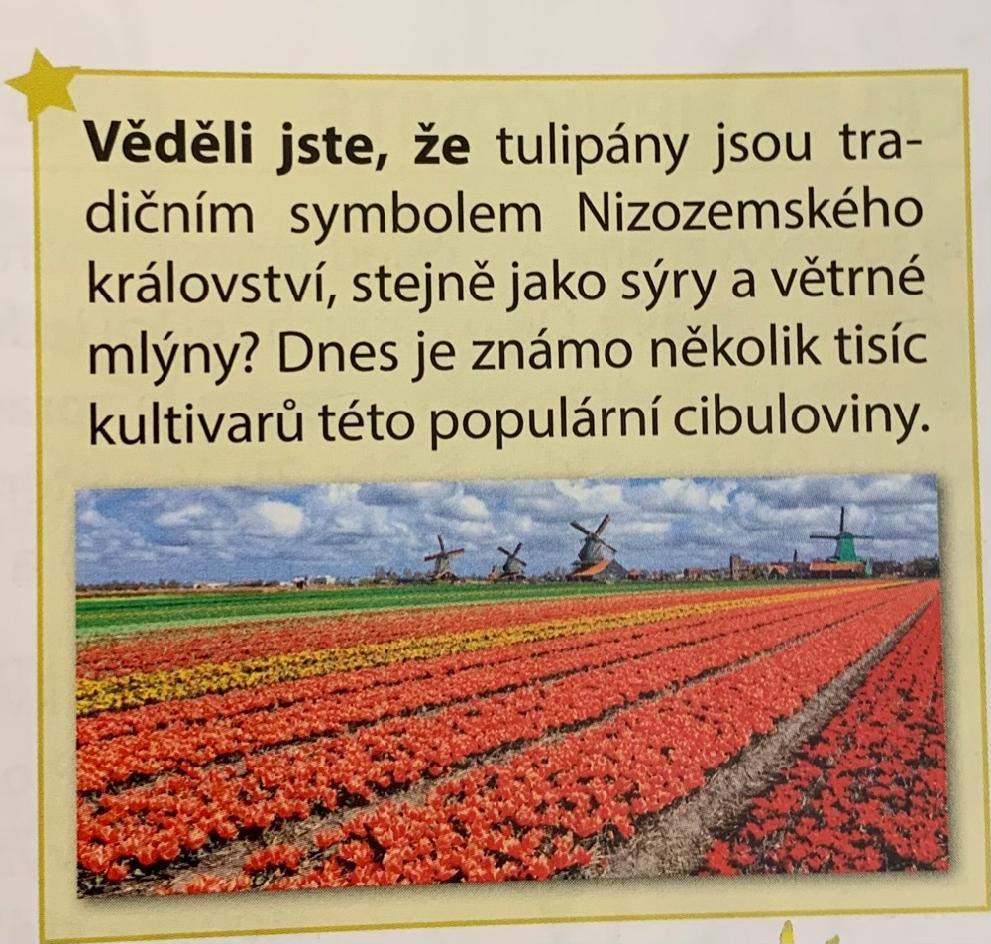 Věděli jste, že tulipány jsou tra-
dičním symbolem Nizozemského
království, stejně jako sýry a větrné
mlýny? Dnes je známo několik tisíc
kultivarů této populární cibuloviny.